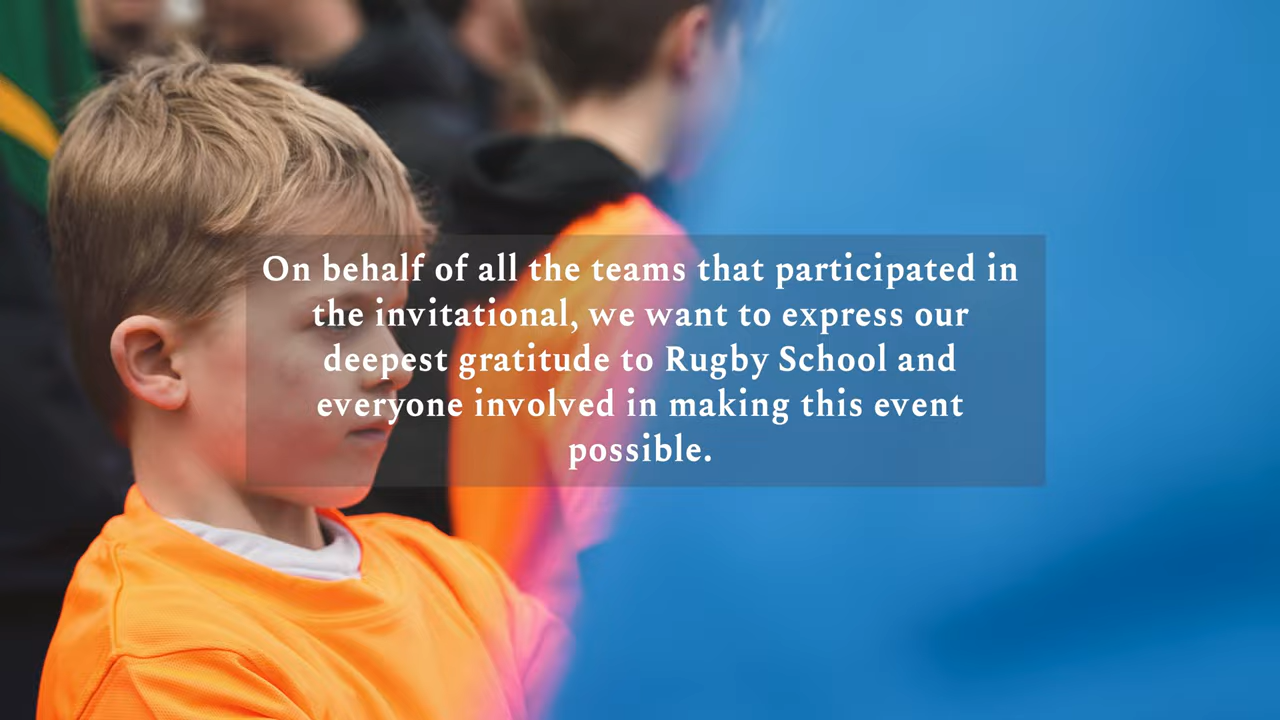 On behalf of all the teams that participated in
the invitational, we want to express our
deepest gratitude to Rugby School and
everyone involved in making this event
possible.